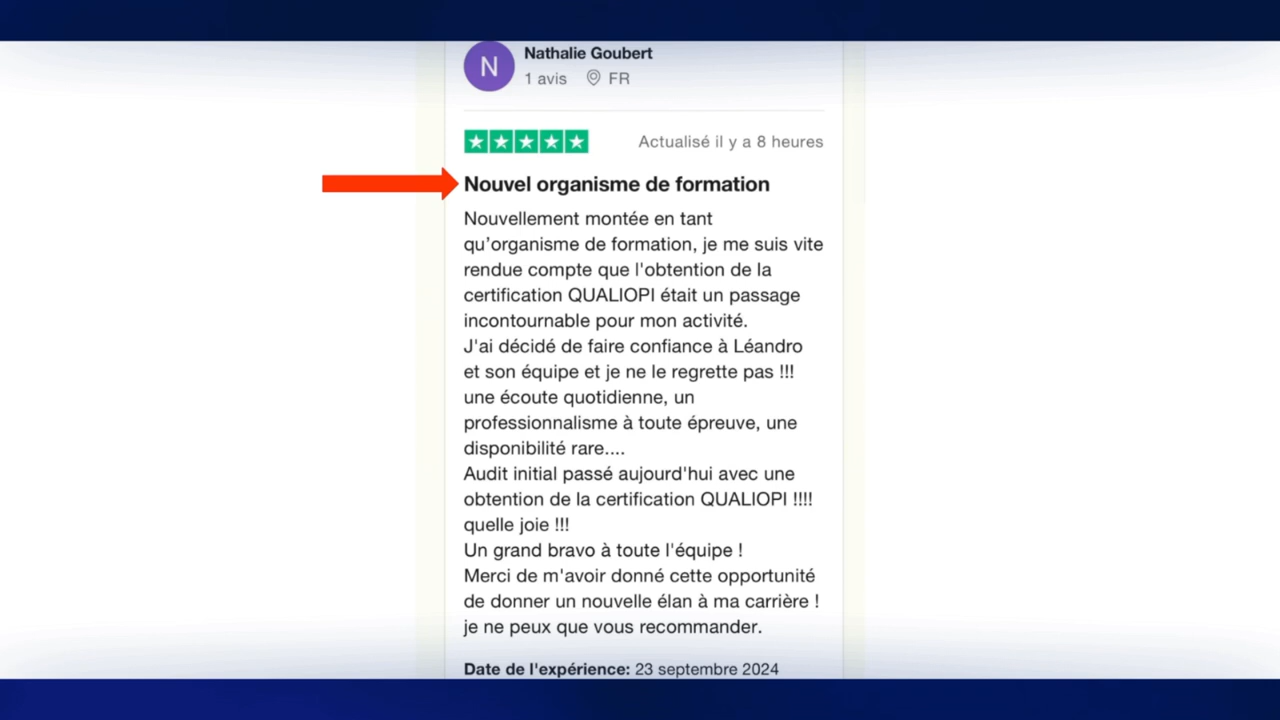 N
Nathalie Goubert
1 avis FR
Actualisé il y a 8 heures
Nouvel organisme de formation
Nouvellement montée en tant
qu’organisme de formation, je me suis vite
rendue compte que l'obtention de la
certification QUALIOPI était un passage
incontournable pour mon activité.
J'ai décidé de faire confiance à Léandro
et son équipe et je ne le regrette pas !!!
une écoute quotidienne, un
professionnalisme à toute épreuve, une
disponibilité rare....
Audit initial passé aujourd'hui avec une
obtention de la certification QUALIOPI !!!!
quelle joie !!!
Un grand bravo à toute l'équipe !
Merci de m'avoir donné cette opportunité
de donner un nouvelle élan à ma carrière !
je ne peux que vous recommander.
Date de l'expérience: 23 septembre 2024